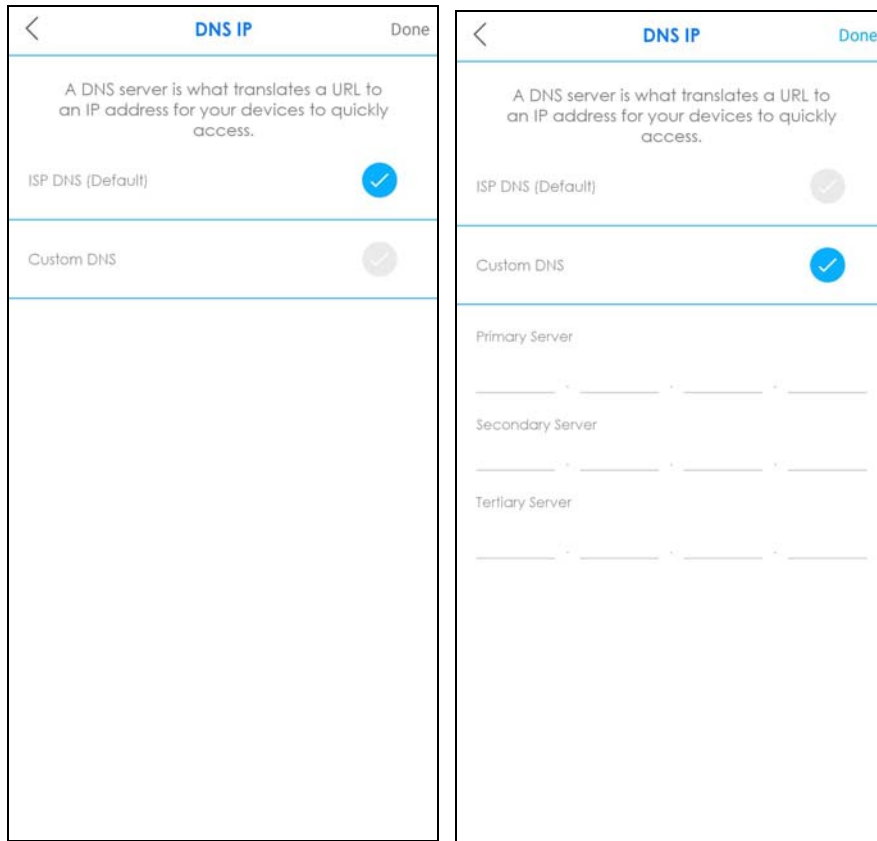 DNS IP
Done
A DNS server is what translates a URL to
an IP address for your devices to quickly
access.
ISP DNS (Default)
Custom DNS
DNS IP
Done
A DNS server is what translates a URL to
an IP address for your devices to quickly
access.
ISP DNS (Default)
Custom DNS
Primary Server
Secondary Server
Tertiary Server